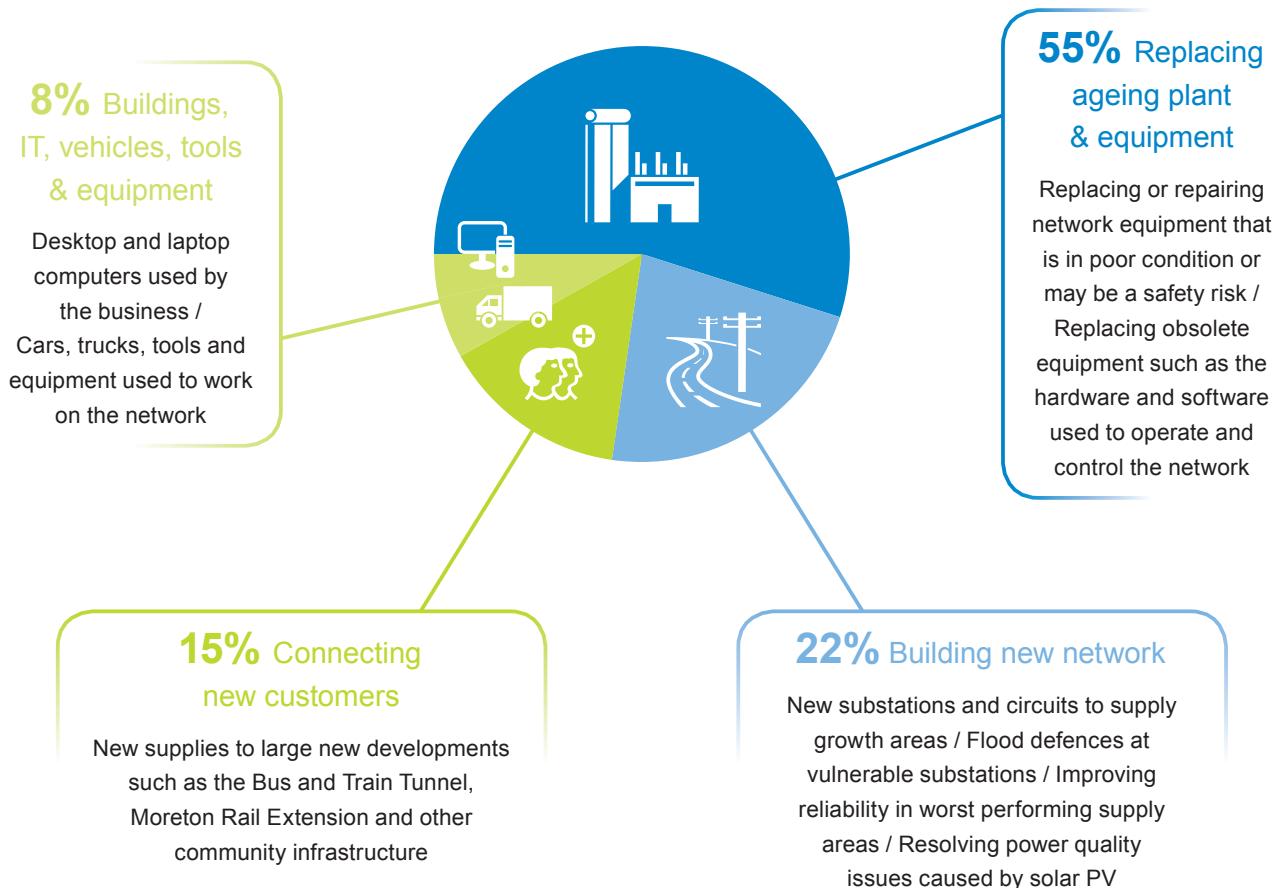 8% Buildings,
IT, vehicles, tools
& equipment
Desktop and laptop
computers used by
the business /
Cars, trucks, tools and
equipment used to work
on the network
55% Replacing
ageing plant
& equipment
Replacing or repairing
network equipment that
is in poor condition or
may be a safety risk /
Replacing obsolete
equipment such as the
hardware and software
used to operate and
control the network
15% Connecting
new customers
New supplies to large new developments
such as the Bus and Train Tunnel,
Moreton Rail Extension and other
community infrastructure
22% Building new network
New substations and circuits to supply
growth areas / Flood defences at
vulnerable substations / Improving
reliability in worst performing supply
areas / Resolving power quality
issues caused by solar PV